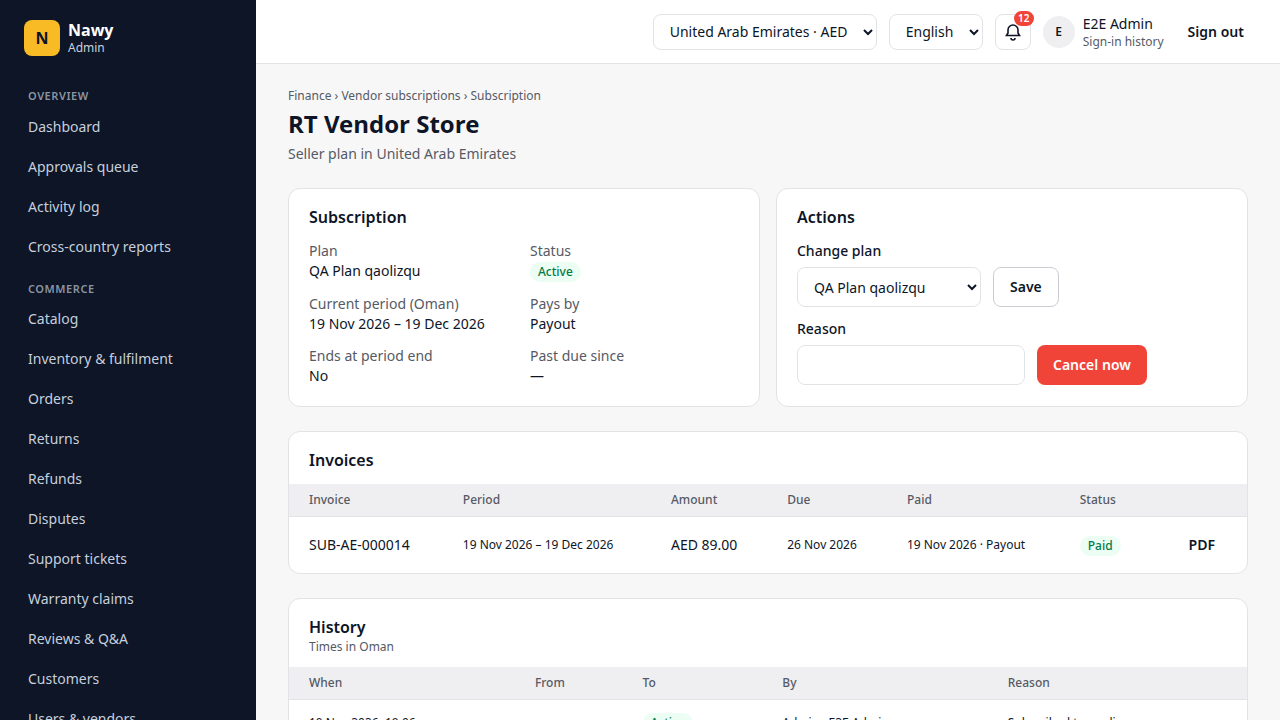 N
Nawy
Admin
United Arab Emirates · AED
English
12
E
E2E Admin
Sign-in history
Sign out
OVERVIEW
Dashboard
Approvals queue
Activity log
Cross-country reports
COMMERCE
Catalog
Inventory & fulfilment
Orders
Returns
Refunds
Disputes
Support tickets
Warranty claims
Reviews & Q&A
Customers
Users & vendors
Finance › Vendor subscriptions › Subscription
RT Vendor Store
Seller plan in United Arab Emirates
Subscription
Plan
QA Plan qaolizqu
Status
Active
Current period (Oman)
19 Nov 2026 – 19 Dec 2026
Pays by
Payout
Ends at period end
No
Past due since
—
Actions
Change plan
QA Plan qaolizqu
Save
Reason
Cancel now
Invoices
Invoice Period Amount Due Paid Status
SUB-AE-000014 19 Nov 2026 – 19 Dec 2026 AED 89.00 26 Nov 2026 19 Nov 2026 · Payout Paid PDF
History
Times in Oman
When From To By Reason